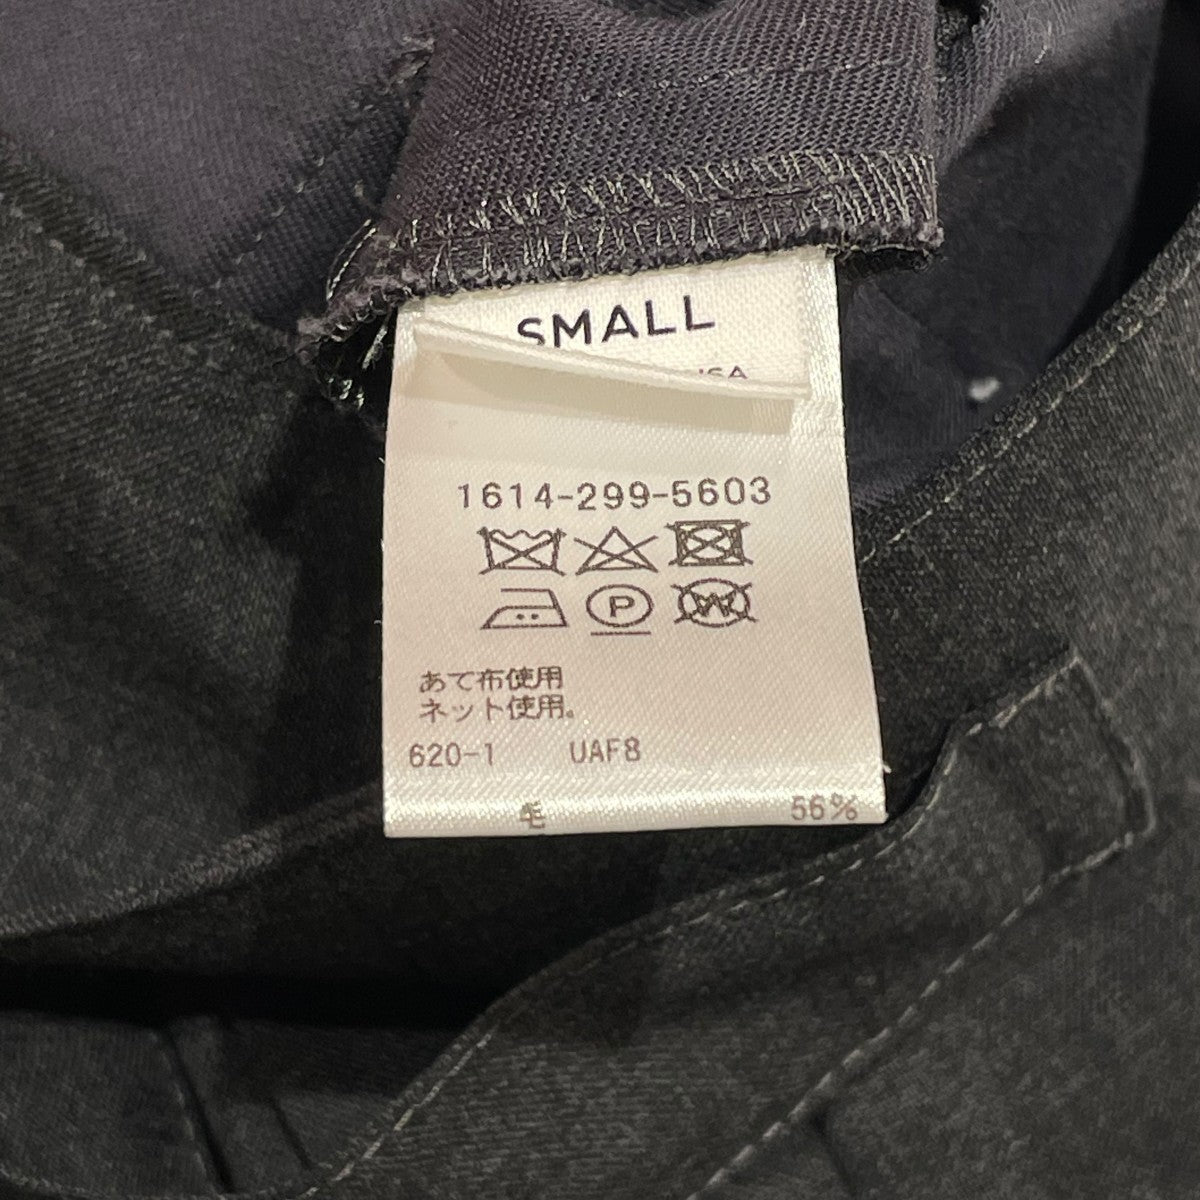 SMALL
USA
1614-299-5603
P
W
あて布使用
ネット使用。
620-1 UAF8
毛 56%